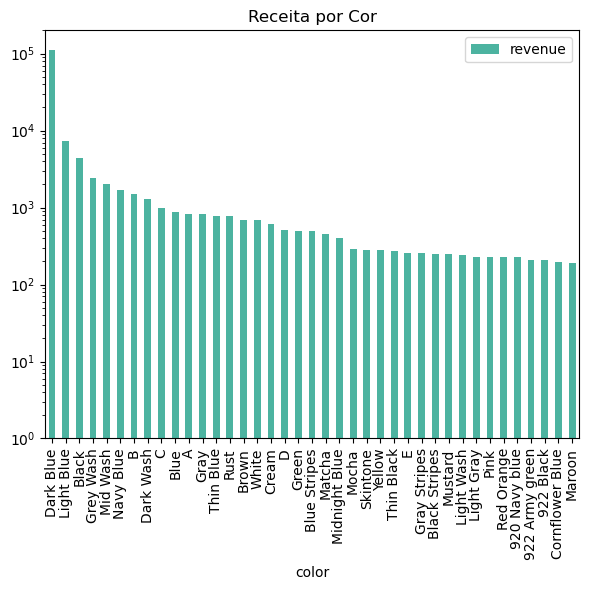 Receita por Cor
revenue
10^5
10^4
10^3
10^2
10^1
10^0
Dark Blue
Light Blue
Black
Grey Wash
Mid Wash
Navy Blue
B
Dark Wash
C
Blue
A
Gray
Thin Blue
Rust
Brown
White
Cream
D
Green
Blue Stripes
Matcha
Midnight Blue
Mocha
Skintone
Yellow
Thin Black
E
Gray Stripes
Black Stripes
Mustard
Light Wash
Light Gray
Pink
Red Orange
920 Navy blue
922 Army green
922 Black
Cornflower Blue
Maroon
color